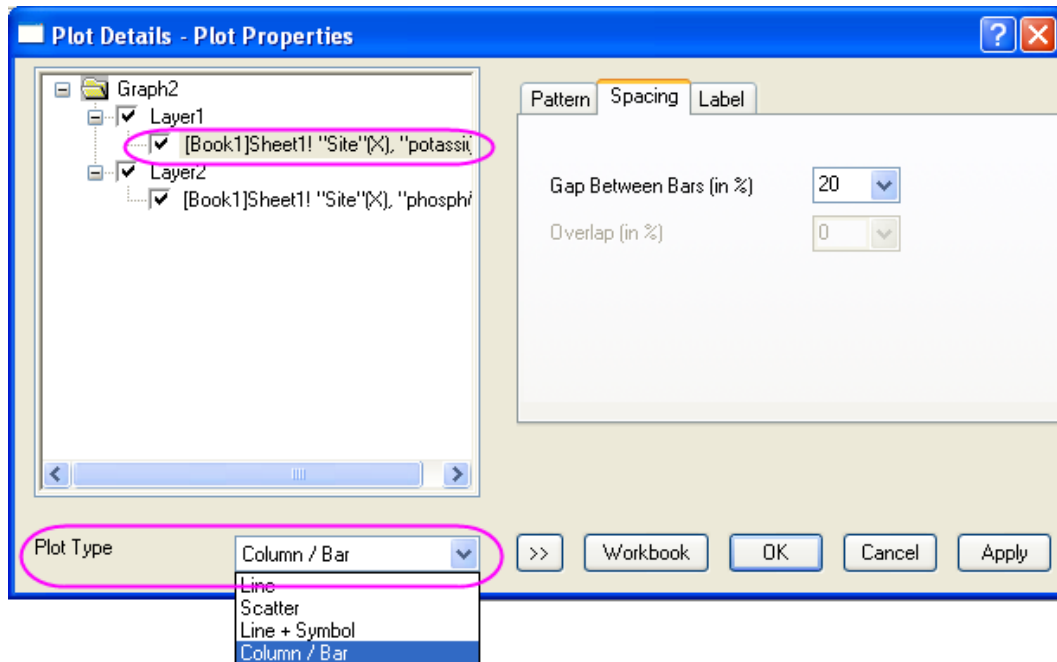 Plot Details - Plot Properties
Graph2
Layer1
[Book1]Sheet1! "Site"(X), "potassiu
Layer2
[Book1]Sheet1! "Site"(X), "phospha
Pattern Spacing Label
Gap Between Bars (in %) 20
Overlap (in %) 0
Plot Type Column / Bar
>> Workbook OK Cancel Apply
Line
Scatter
Line + Symbol
Column / Bar